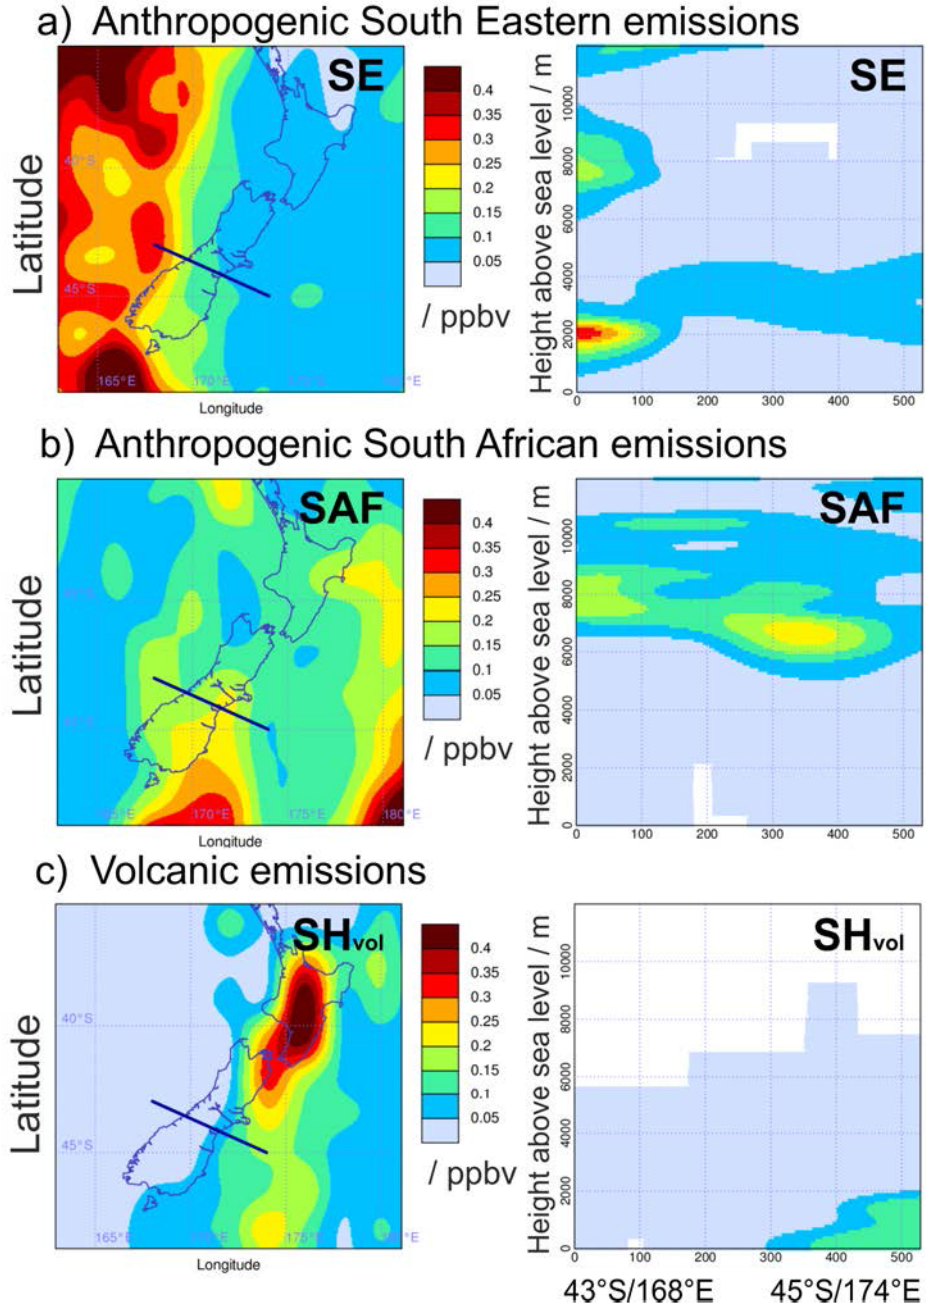 a) Anthropogenic South Eastern emissions
SE
40°S
45°S
165°E 170°E
Latitude
Longitude
0.4
0.35
0.3
0.25
0.2
0.15
0.1
0.05
/ ppbv
SE
Height above sea level / m
10000
8000
6000
4000
2000
0
0 100 200 300 400 500
b) Anthropogenic South African emissions
SAF
170°E 175°E 180°E
Latitude
Longitude
0.4
0.35
0.3
0.25
0.2
0.15
0.1
0.05
/ ppbv
SAF
Height above sea level / m
10000
8000
6000
4000
2000
0
0 100 200 300 400 500
c) Volcanic emissions
SHvol
40°S
45°S
165°E 170°E 175°E
Latitude
Longitude
0.4
0.35
0.3
0.25
0.2
0.15
0.1
0.05
/ ppbv
SHvol
Height above sea level / m
10000
8000
6000
4000
2000
0
0 100 200 300 400 500
43°S/168°E 45°S/174°E